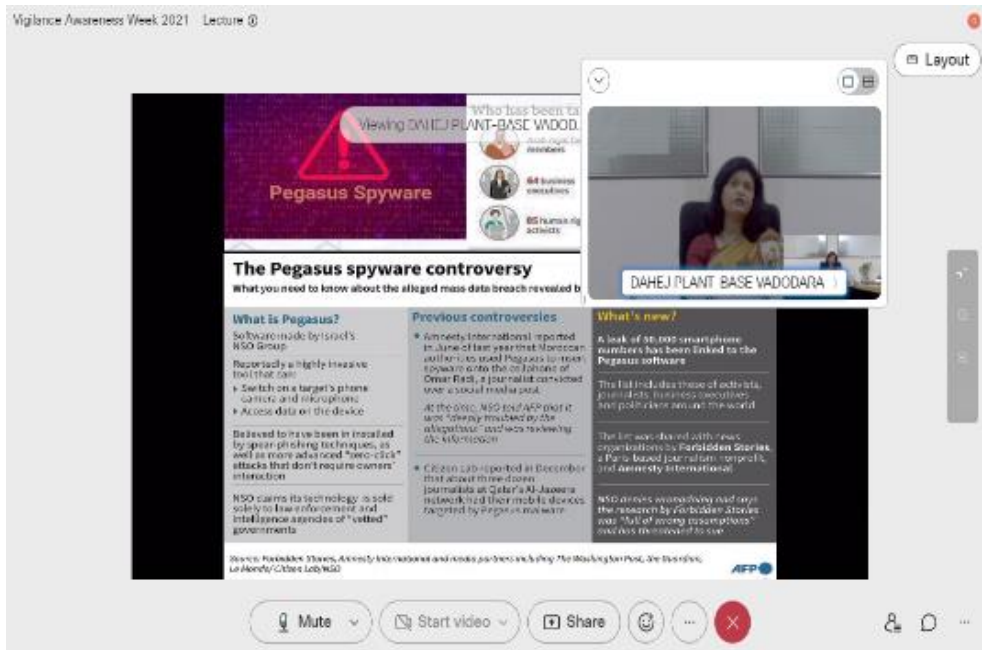 Vigilance Awareness Week 2021 Lecture
Layout
Who has been ta
Viewing DAHEJ PLANT-BASE VADOD
members
Pegasus Spyware
64 business
executives
85 human rig
activists
DAHEJ PLANT-BASE VADODARA
The Pegasus spyware controversy
What you need to know about the alleged mass data breach revealed b
What is Pegasus?
Software made by Israel's
NSO Group
Reportedly a highly invasive
tool that can:
Switch on a target's phone
camera and microphone
Access data on the device
Believed to have been in installed
by spear-phishing techniques, as
well as more advanced "zero-click"
attacks that don't require owners'
interaction
NSO claims its technology is sold
solely to law enforcement and
intelligence agencies of "vetted"
governments
Previous controversies
Amnesty International reported
in June of last year that Moroccan
authorities used Pegasus to insert
spyware onto the cellphone of
Omar Radi, a journalist convicted
over a social media post
At the time, NSO told AFP that it
was "deeply troubled by the
allegations" and was reviewing
the information
Citizen Lab reported in December
that about three dozen
journalists at Qatar's Al-Jazeera
network had their mobile devices
targeted by Pegasus malware
What's new?
A leak of 50,000 smartphone
numbers has been linked to the
Pegasus software
The list includes those of activists,
journalists, business executives
and politicians around the world
The list was shared with news
organizations by Forbidden Stories,
a Paris-based journalism nonprofit,
and Amnesty International
NSO denies wrongdoing and says
the research by Forbidden Stories
was "full of wrong assumptions"
and has threatened to sue
Source: Forbidden Stories, Amnesty International and media partners including The Washington Post, The Guardian,
Le Monde/ Citizen Lab/NSO
AFP
Mute
Start video
Share